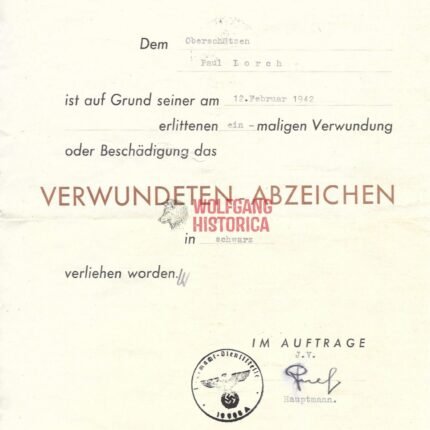 Dem Oberschützen
Paul Lorch
ist auf Grund seiner am 12.Februar 1942
erlittenen ein - maligen Verwundung
oder Beschädigung das
VERWUNDETEN-ABZEICHEN
WOLFGANG
HISTORICA
in schwarz
verliehen worden.
IM AUFTRAGE
J.V.
Hauptmann.